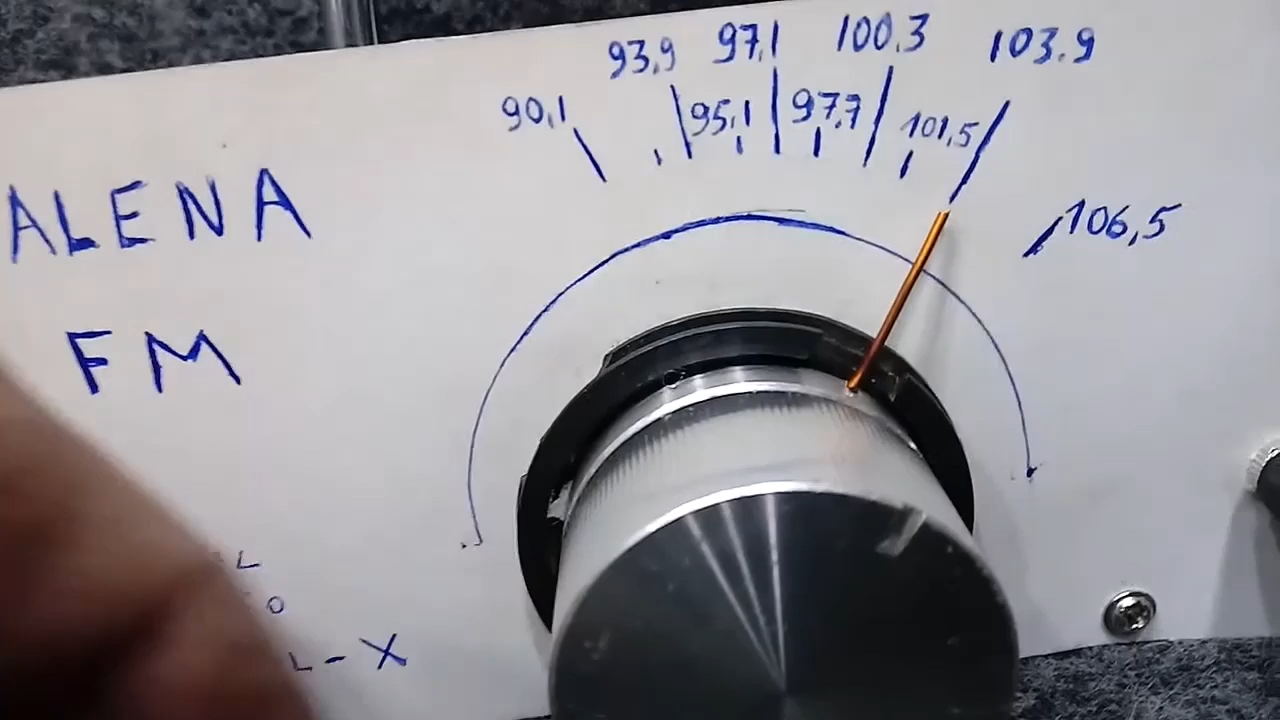 93,9 97,1 100.3 103.9
90,1 95,1 97,7 101,5
106,5
ALENA
FM
L
O
L-X